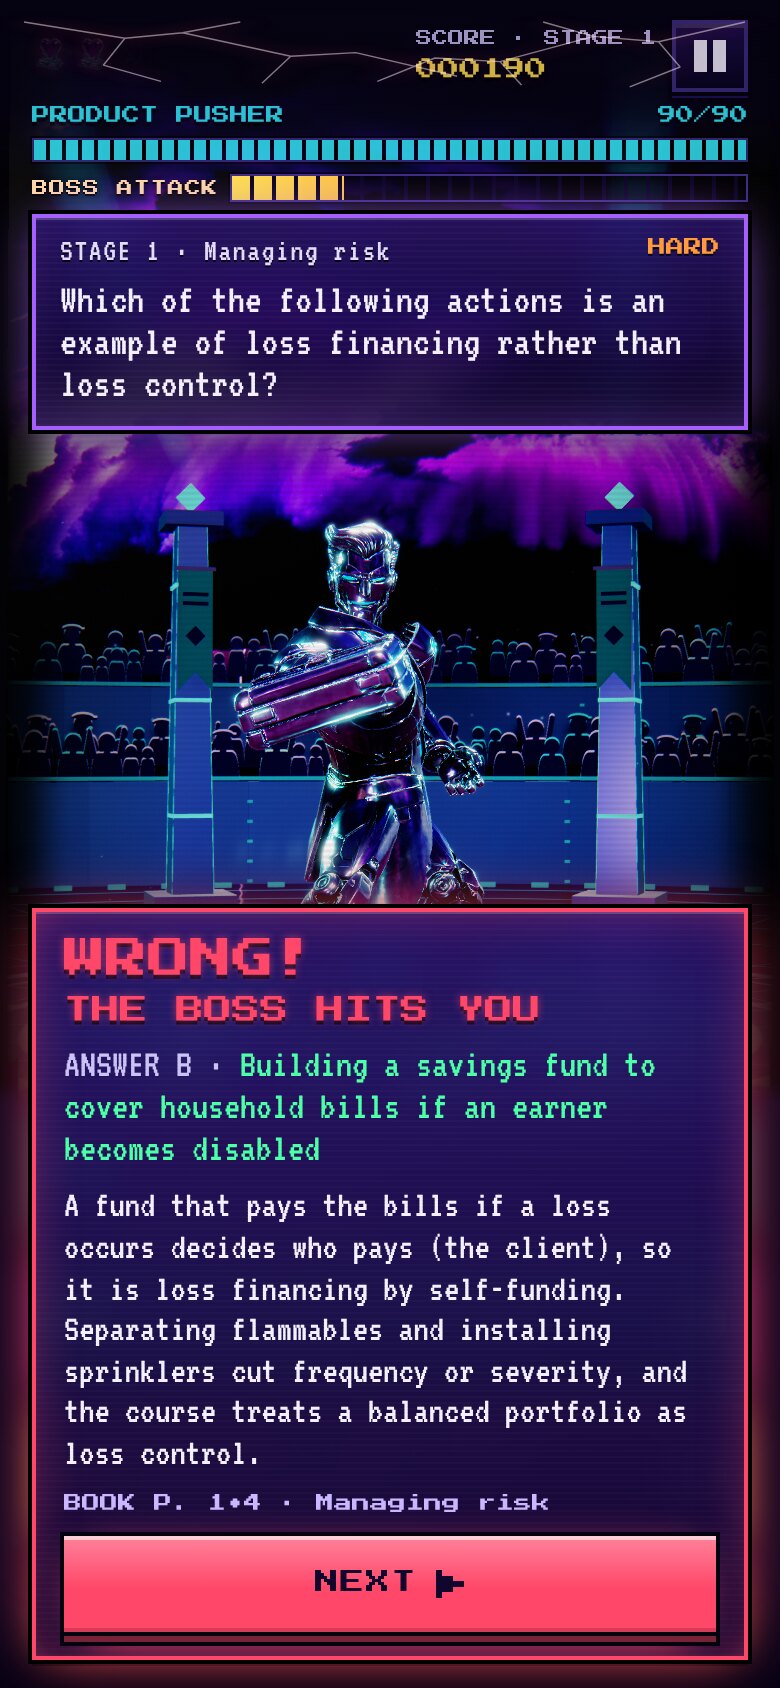 SCORE · STAGE 1
000190
PRODUCT PUSHER 90/90
BOSS ATTACK
STAGE 1 · Managing risk HARD
Which of the following actions is an
example of loss financing rather than
loss control?
WRONG!
THE BOSS HITS YOU
ANSWER B · Building a savings fund to
cover household bills if an earner
becomes disabled
A fund that pays the bills if a loss
occurs decides who pays (the client), so
it is loss financing by self-funding.
Separating flammables and installing
sprinklers cut frequency or severity, and
the course treats a balanced portfolio as
loss control.
BOOK P. 1•4 · Managing risk
NEXT